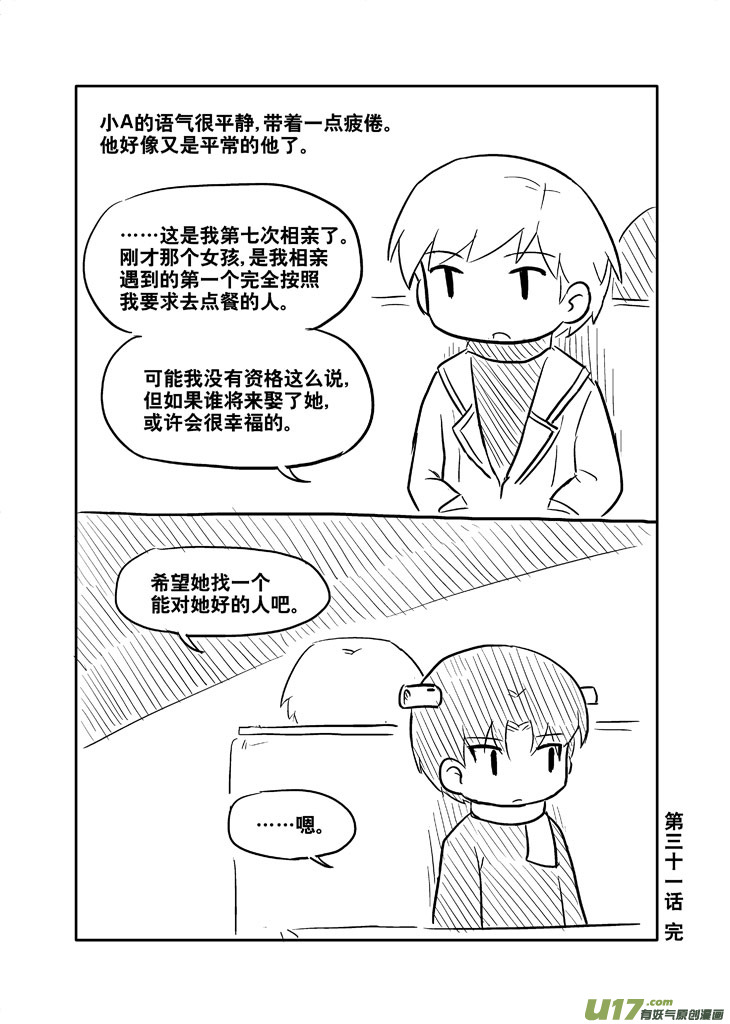 小A的语气很平静,带着一点疲倦。
他好像又是平常的他了。
……这是我第七次相亲了。
刚才那个女孩,是我相亲
遇到的第一个完全按照
我要求去点餐的人。
可能我没有资格这么说,
但如果谁将来娶了她,
或许会很幸福的。
希望她找一个
能对她好的人吧。
……嗯。
第三十一话 完
U17.com
有妖气原创漫画